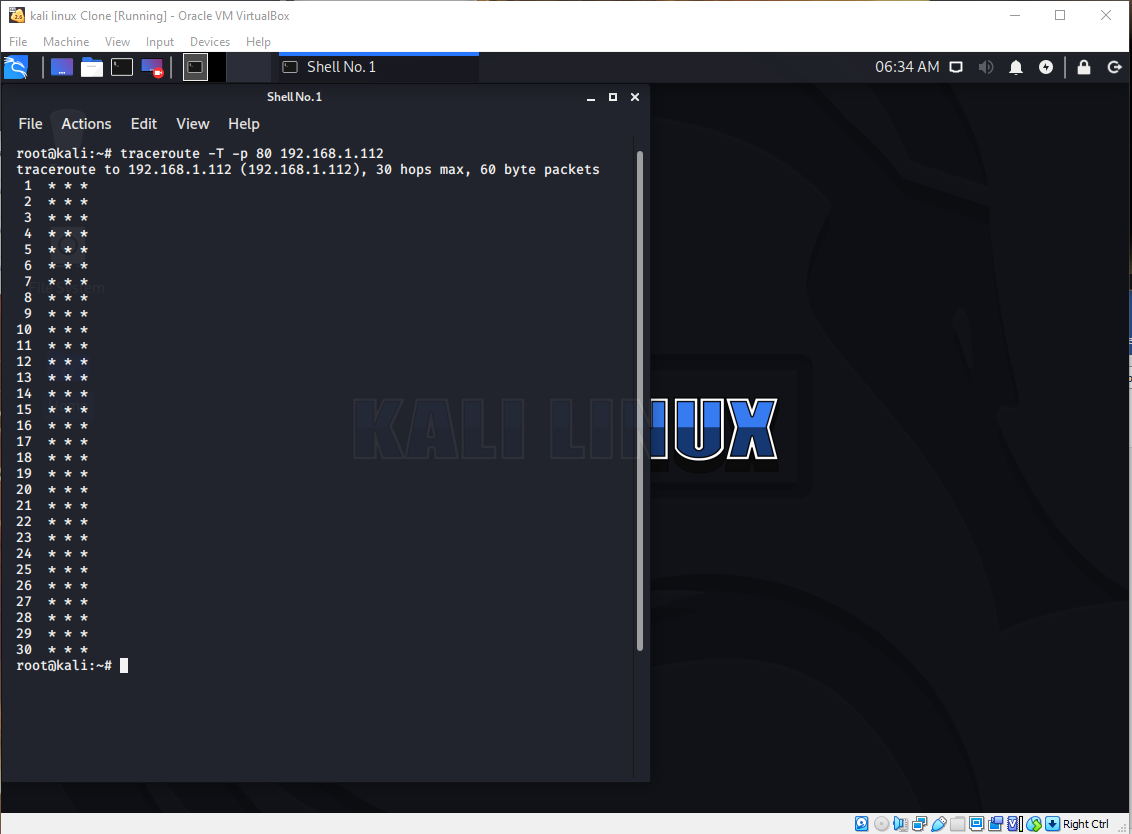 kali linux Clone [Running] - Oracle VM VirtualBox
File Machine View Input Devices Help
Shell No. 1
06:34 AM
Shell No. 1
File Actions Edit View Help
root@kali:~# traceroute -T -p 80 192.168.1.112
traceroute to 192.168.1.112 (192.168.1.112), 30 hops max, 60 byte packets
1 * * *
2 * * *
3 * * *
4 * * *
5 * * *
6 * * *
7 * * *
8 * * *
9 * * *
10 * * *
11 * * *
12 * * *
13 * * *
14 * * *
15 * * *
16 * * *
17 * * *
18 * * *
19 * * *
20 * * *
21 * * *
22 * * *
23 * * *
24 * * *
25 * * *
26 * * *
27 * * *
28 * * *
29 * * *
30 * * *
root@kali:~#
KALI LINUX
Right Ctrl